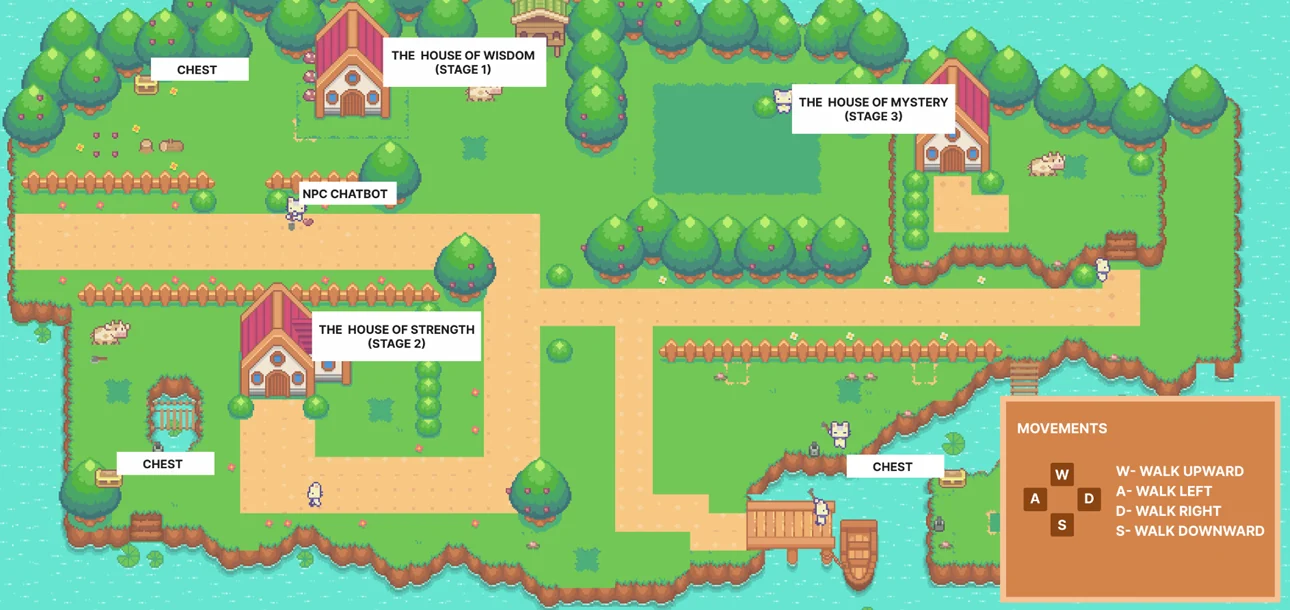 CHEST
THE HOUSE OF WISDOM
(STAGE 1)
THE HOUSE OF MYSTERY
(STAGE 3)
NPC CHATBOT
THE HOUSE OF STRENGTH
(STAGE 2)
CHEST
CHEST
MOVEMENTS
W
A
D
S
W- WALK UPWARD
A- WALK LEFT
D- WALK RIGHT
S- WALK DOWNWARD